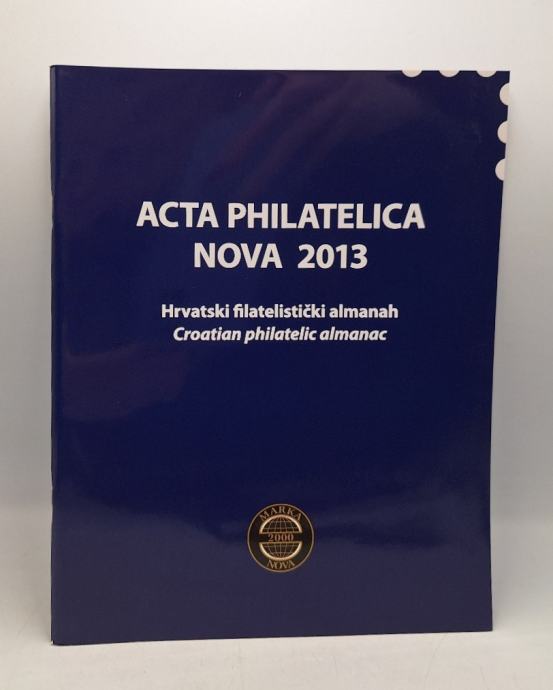 ACTA PHILATELICA
NOVA 2013
Hrvatski filatelistički almanah
Croatian philatelic almanac
MARKA
2000
NOVA